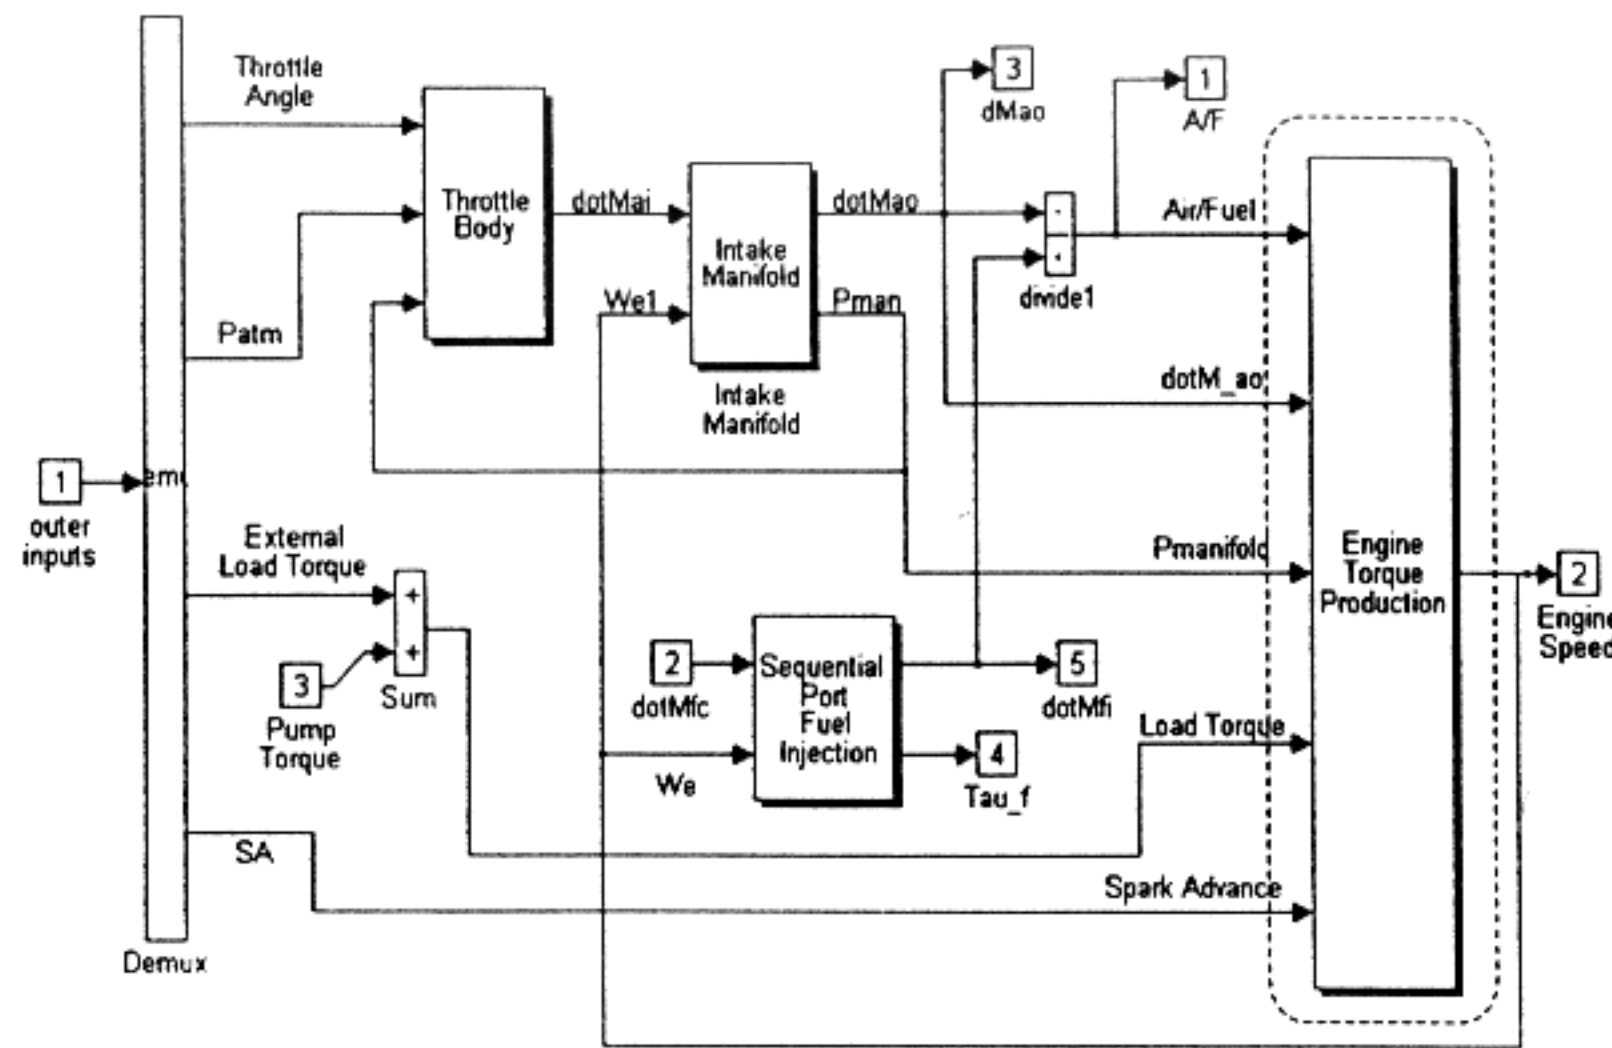 Throttle
Angle
3
dMao
1
A/F
Throttle
Body
dotMai
dotMao
Air/Fuel
Intake
Manifold
We1
Pman
divide1
Patm
Intake
Manifold
dotM_ao
1
outer
inputs
External
Load Torque
+
+
Sum
3
Pump
Torque
Pmanifold
Engine
Torque
Production
2
Engine
Speed
2
dotMfc
Sequential
Port
Fuel
Injection
5
dotMfi
4
Tau_f
We
Load Torque
SA
Spark Advance
Demux